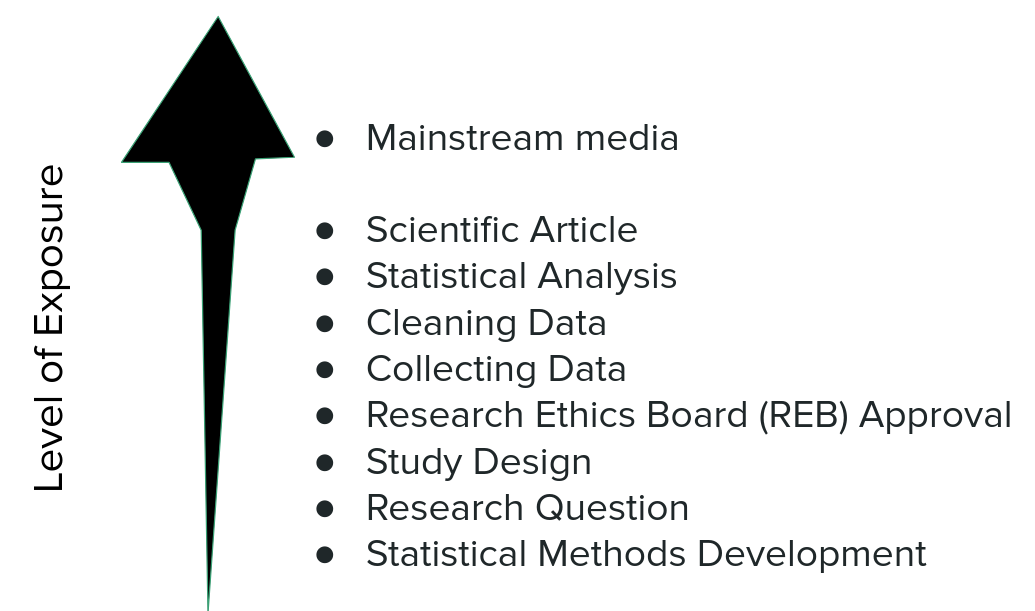 Level of Exposure
● Mainstream media
● Scientific Article
● Statistical Analysis
● Cleaning Data
● Collecting Data
● Research Ethics Board (REB) Approval
● Study Design
● Research Question
● Statistical Methods Development